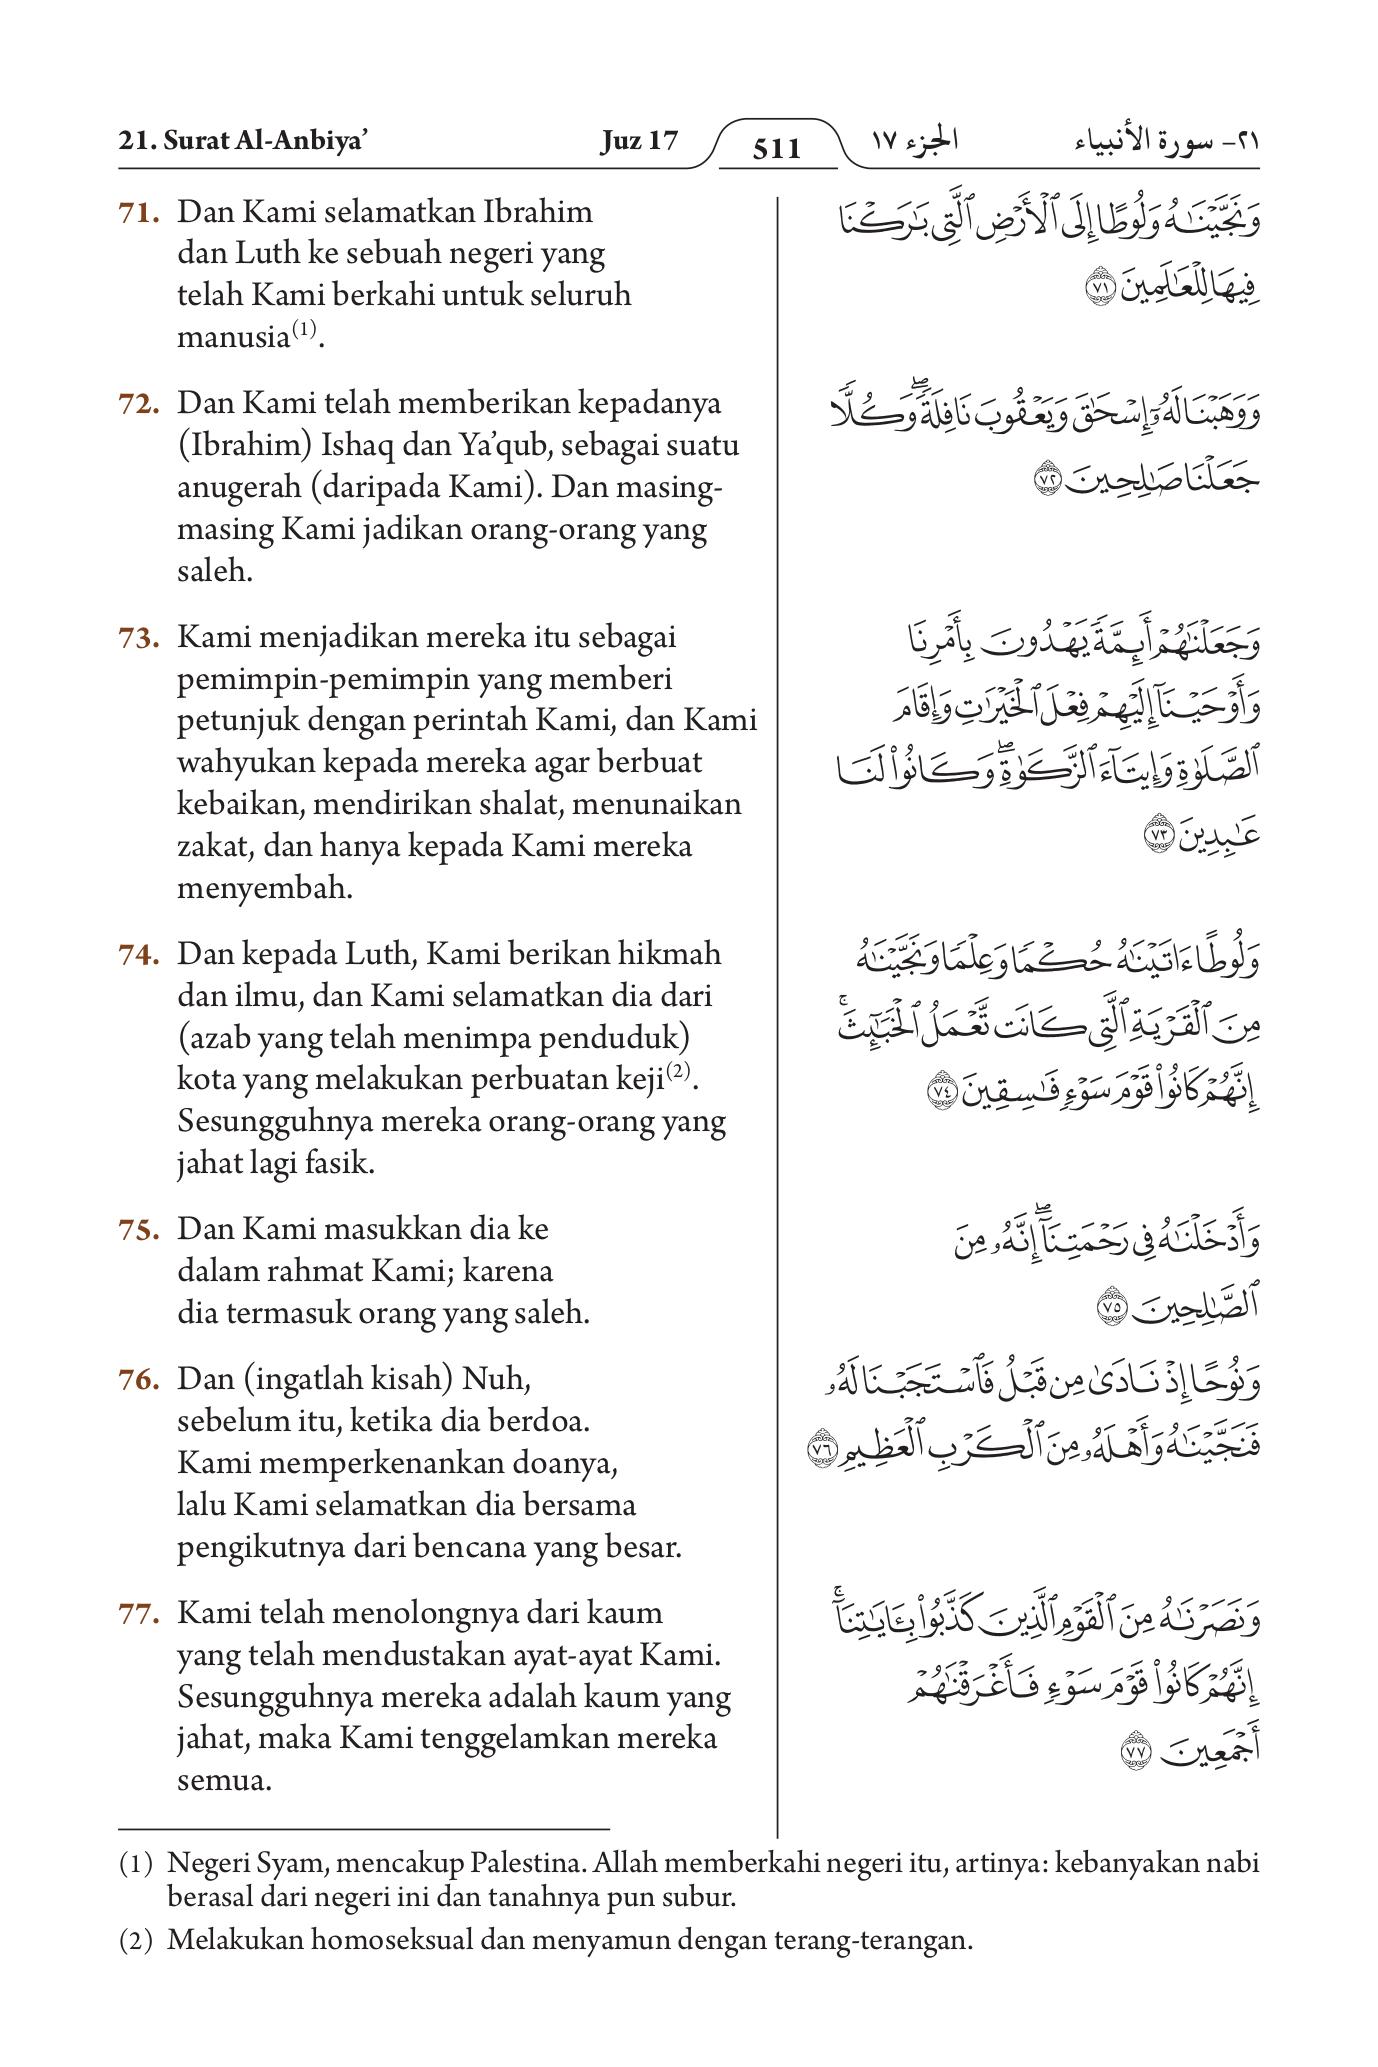 21. Surat Al-Anbiya’ Juz 17 511 الجزء ١٧ ٢١- سورة الأنبياء
71. Dan Kami selamatkan Ibrahim
dan Luth ke sebuah negeri yang
telah Kami berkahi untuk seluruh
manusia(1).
72. Dan Kami telah memberikan kepadanya
(Ibrahim) Ishaq dan Ya’qub, sebagai suatu
anugerah (daripada Kami). Dan masing-
masing Kami jadikan orang-orang yang
saleh.
73. Kami menjadikan mereka itu sebagai
pemimpin-pemimpin yang memberi
petunjuk dengan perintah Kami, dan Kami
wahyukan kepada mereka agar berbuat
kebaikan, mendirikan shalat, menunaikan
zakat, dan hanya kepada Kami mereka
menyembah.
74. Dan kepada Luth, Kami berikan hikmah
dan ilmu, dan Kami selamatkan dia dari
(azab yang telah menimpa penduduk)
kota yang melakukan perbuatan keji(2).
Sesungguhnya mereka orang-orang yang
jahat lagi fasik.
75. Dan Kami masukkan dia ke
dalam rahmat Kami; karena
dia termasuk orang yang saleh.
76. Dan (ingatlah kisah) Nuh,
sebelum itu, ketika dia berdoa.
Kami memperkenankan doanya,
lalu Kami selamatkan dia bersama
pengikutnya dari bencana yang besar.
77. Kami telah menolongnya dari kaum
yang telah mendustakan ayat-ayat Kami.
Sesungguhnya mereka adalah kaum yang
jahat, maka Kami tenggelamkan mereka
semua.
وَنَجَّيْنَٰهُ وَلُوطًا إِلَى ٱلْأَرْضِ ٱلَّتِى بَٰرَكْنَا
فِيهَا لِلْعَٰلَمِينَ ٧١
وَوَهَبْنَا لَهُۥٓ إِسْحَٰقَ وَيَعْقُوبَ نَافِلَةً ۖ وَكُلًّا
جَعَلْنَا صَٰلِحِينَ ٧٢
وَجَعَلْنَٰهُمْ أَئِمَّةً يَهْدُونَ بِأَمْرِنَا
وَأَوْحَيْنَآ إِلَيْهِمْ فِعْلَ ٱلْخَيْرَٰتِ وَإِقَامَ
ٱلصَّلَوٰةِ وَإِيتَآءَ ٱلزَّكَوٰةِ ۖ وَكَانُوا۟ لَنَا
عَٰبِدِينَ ٧٣
وَلُوطًا ءَاتَيْنَٰهُ حُكْمًا وَعِلْمًا وَنَجَّيْنَٰهُ
مِنَ ٱلْقَرْيَةِ ٱلَّتِى كَانَت تَّعْمَلُ ٱلْخَبَٰٓئِثَ ۚ
إِنَّهُمْ كَانُوا۟ قَوْمَ سَوْءٍ فَٰسِقِينَ ٧٤
وَأَدْخَلْنَٰهُ فِى رَحْمَتِنَآ ۖ إِنَّهُۥ مِنَ
ٱلصَّٰلِحِينَ ٧٥
وَنُوحًا إِذْ نَادَىٰ مِن قَبْلُ فَٱسْتَجَبْنَا لَهُۥ
فَنَجَّيْنَٰهُ وَأَهْلَهُۥ مِنَ ٱلْكَرْبِ ٱلْعَظِيمِ ٧٦
وَنَصَرْنَٰهُ مِنَ ٱلْقَوْمِ ٱلَّذِينَ كَذَّبُوا۟ بِـَٔايَٰتِنَآ ۚ
إِنَّهُمْ كَانُوا۟ قَوْمَ سَوْءٍ فَأَغْرَقْنَٰهُمْ
أَجْمَعِينَ ٧٧
(1) Negeri Syam, mencakup Palestina. Allah memberkahi negeri itu, artinya: kebanyakan nabi
berasal dari negeri ini dan tanahnya pun subur.
(2) Melakukan homoseksual dan menyamun dengan terang-terangan.